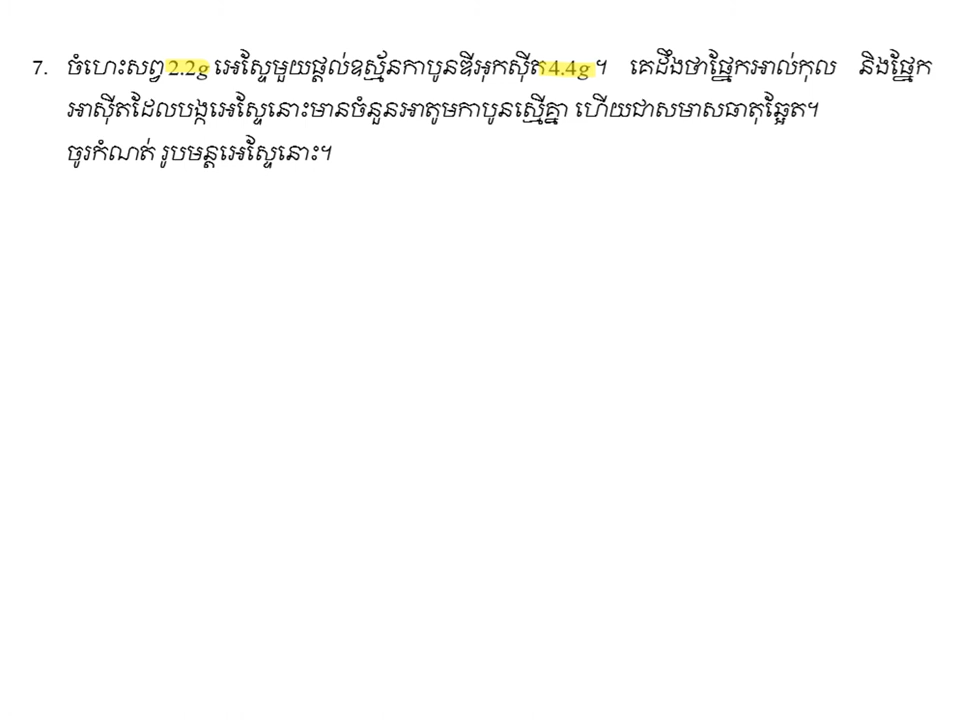 7. ចំហេះសព្វ 2.2g អេស្ទែមួយផ្តល់ឧស្ម័នកាបូនឌីអុកស៊ីត 4.4g ។ គេដឹងថាផ្នែកអាល់កុល និងផ្នែក
អាស៊ីតដែលបង្កអេស្ទែនោះមានចំនួនអាតូមកាបូនស្មើគ្នា ហើយជាសមាសធាតុឆ្អែត។
ចូរកំណត់ រូបមន្តអេស្ទែនោះ។